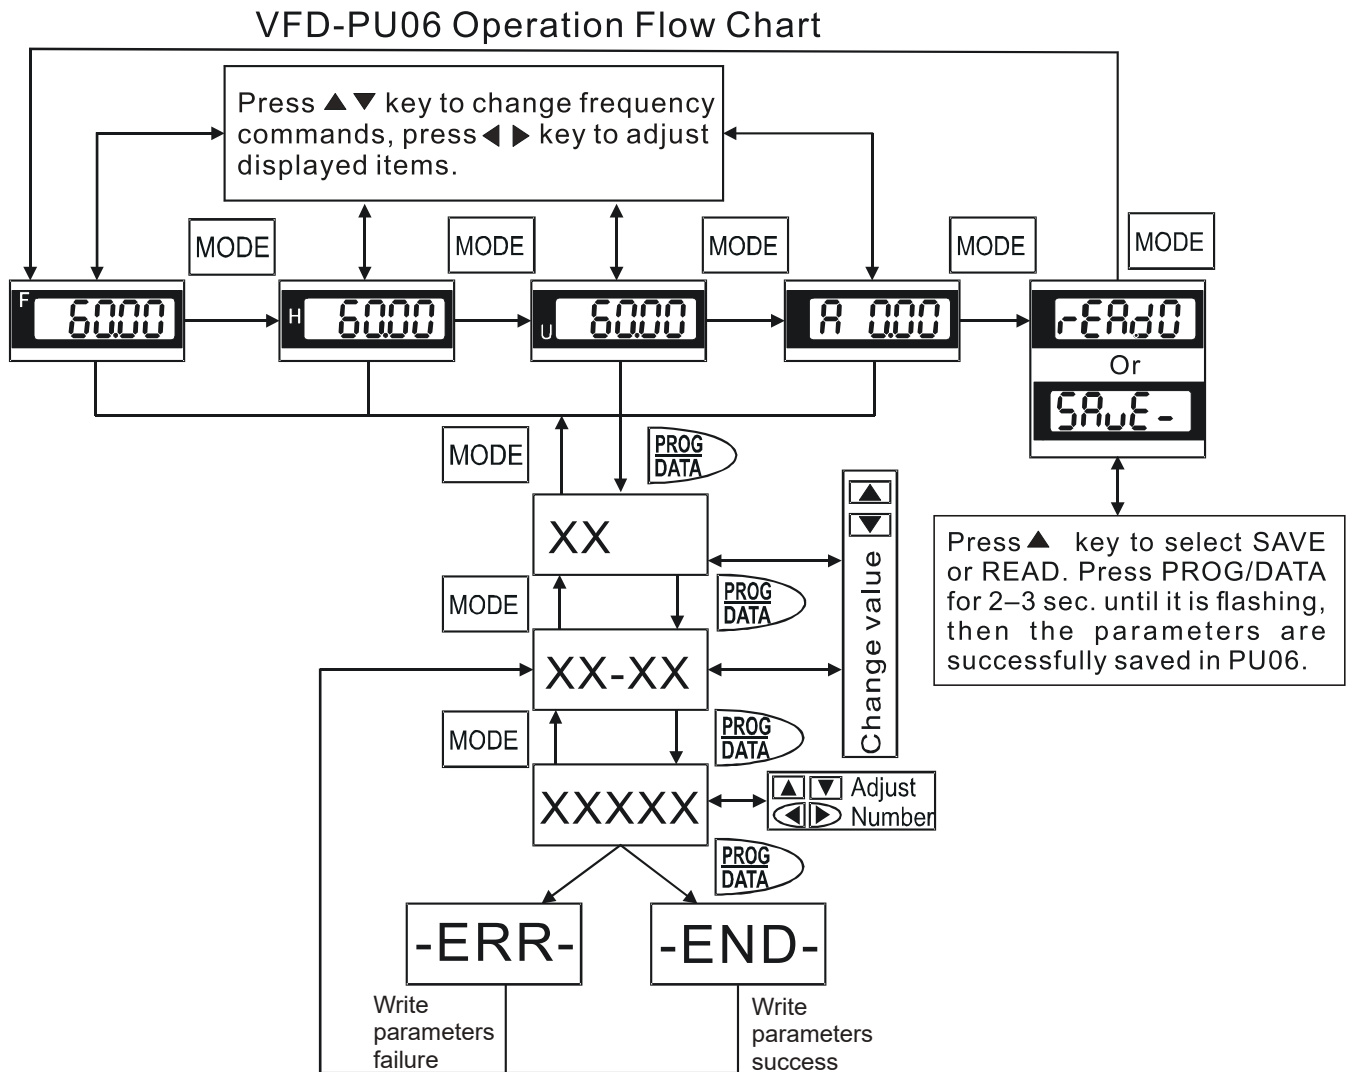 VFD-PU06 Operation Flow Chart
Press ▲ ▼ key to change frequency
commands, press ◀ ▶ key to adjust
displayed items.
MODE
MODE
MODE
MODE
MODE
F 60.00
H 60.00
U 60.00
A 0.00
rEAd0
Or
SAvE-
MODE
PROG
DATA
XX
Press ▲ key to select SAVE
or READ. Press PROG/DATA
for 2–3 sec. until it is flashing,
then the parameters are
successfully saved in PU06.
▲
▼
Change value
MODE
PROG
DATA
XX-XX
MODE
PROG
DATA
XXXXX
▲ ▼ Adjust
◀ ▶ Number
PROG
DATA
-ERR-
-END-
Write
parameters
failure
Write
parameters
success